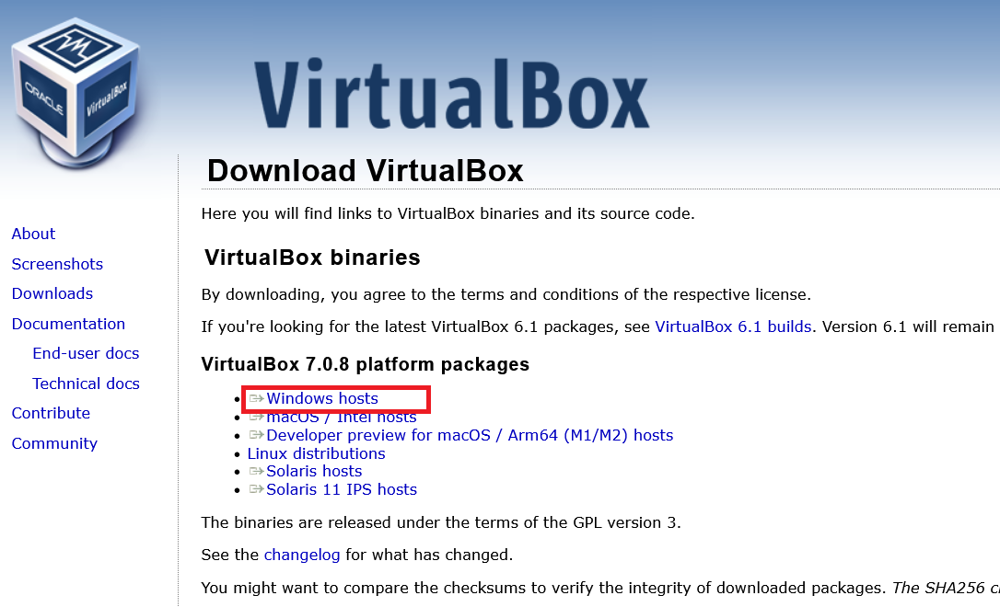 ORACLE
VirtualBox
VirtualBox
Download VirtualBox
Here you will find links to VirtualBox binaries and its source code.
About
Screenshots
Downloads
Documentation
End-user docs
Technical docs
Contribute
Community
VirtualBox binaries
By downloading, you agree to the terms and conditions of the respective license.
If you're looking for the latest VirtualBox 6.1 packages, see VirtualBox 6.1 builds. Version 6.1 will remain
VirtualBox 7.0.8 platform packages
Windows hosts
macOS / Intel hosts
Developer preview for macOS / Arm64 (M1/M2) hosts
Linux distributions
Solaris hosts
Solaris 11 IPS hosts
The binaries are released under the terms of the GPL version 3.
See the changelog for what has changed.
You might want to compare the checksums to verify the integrity of downloaded packages. The SHA256